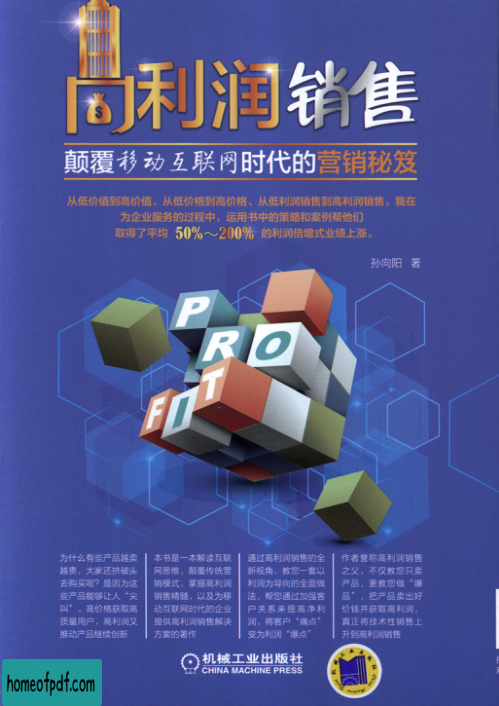 高利润销售
颠覆移动互联网时代的营销秘笈
从低价值到高价值、从低价格到高价格、从低利润销售到高利润销售。我在
为企业服务的过程中，运用书中的策略和案例帮他们
取得了平均 50%～200% 的利润倍增式业绩上涨。
孙向阳 著
P
R O
F I T
为什么有些产品越卖
越贵，大家还挤破头
去购买呢？是因为这
些产品能够让人“尖
叫”，高价格获取高
质量用户，高利润又
推动产品继续创新
本书是一本解读互联
网思维，颠覆传统营
销模式，掌握高利润
销售精髓，以及为移
动互联网时代的企业
提供高利润销售解决
方案的著作
通过高利润销售的全
新视角，教您一套以
利润为导向的全面做
法，帮您通过加强客
户关系来提高净利
润，将客户“痛点”
变为利润“爆点”
作者誉称高利润销售
之父，不仅教您只卖
产品，更教您做“爆
品”，把产品卖出好
价钱并获取高利润，
真正将技术性销售上
升到高利润销售
机械工业出版社
CHINA MACHINE PRESS
homeofpdf.com